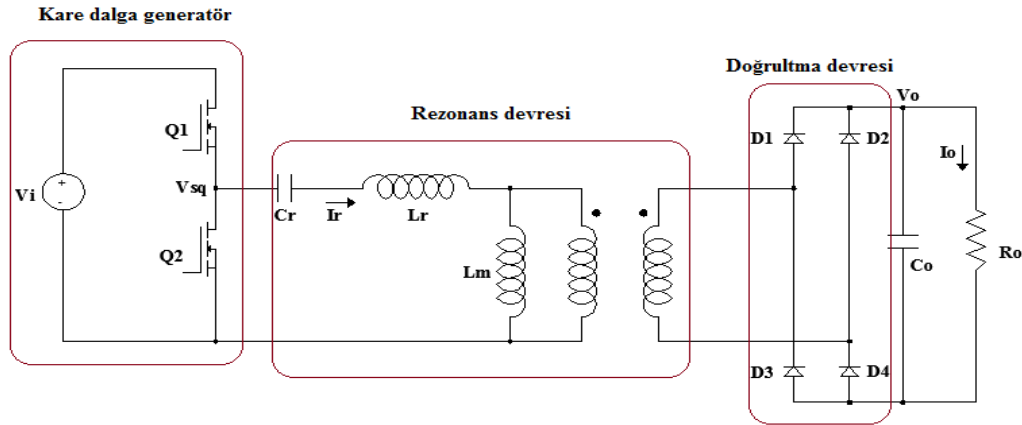 Kare dalga generatör
Doğrultma devresi
Rezonans devresi
Vo
Q1
D1
D2
Io
Vi
+
-
Vsq
Cr
Ir
Lr
Q2
Lm
Co
Ro
D3
D4